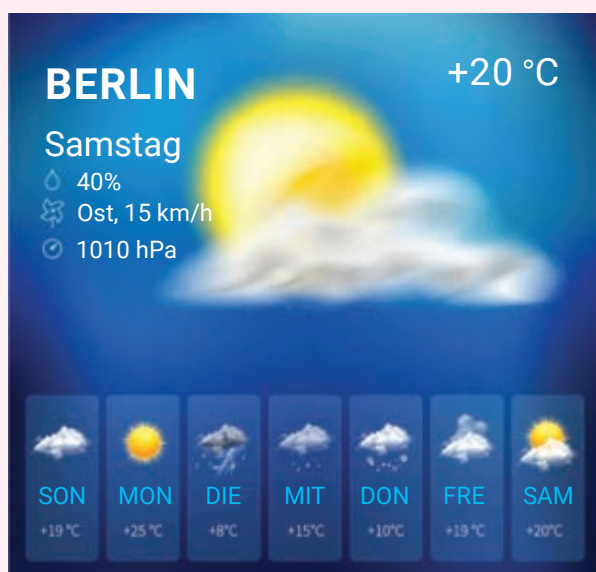 BERLIN
+20 °C
Samstag
40%
Ost, 15 km/h
1010 hPa
SON MON DIE MIT DON FRE SAM
+19 °C +25 °C +8°C +15°C +10°C +19 °C +20°C